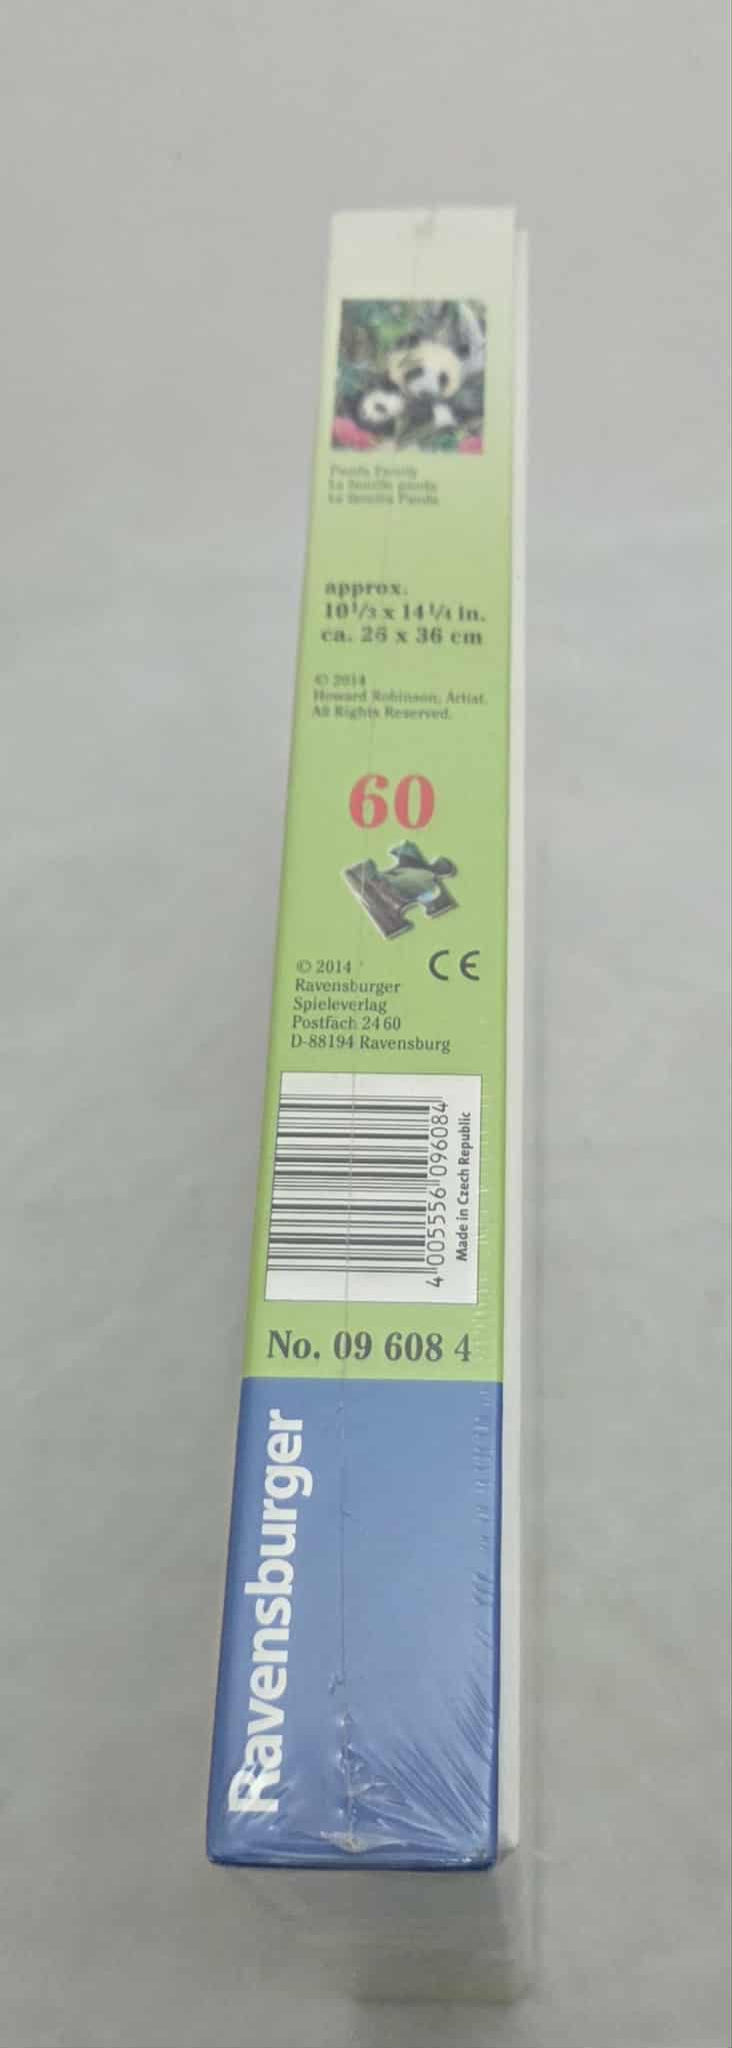 Panda Family
La famille panda
La familia Panda
approx.
10 1/3 x 14 1/4 in.
ca. 26 x 36 cm
© 2014
Howard Robinson, Artist.
All Rights Reserved.
60
CE
© 2014
Ravensburger
Spieleverlag
Postfach 24 60
D-88194 Ravensburg
4 005556 096084
Made in Czech Republic
No. 09 608 4
Ravensburger